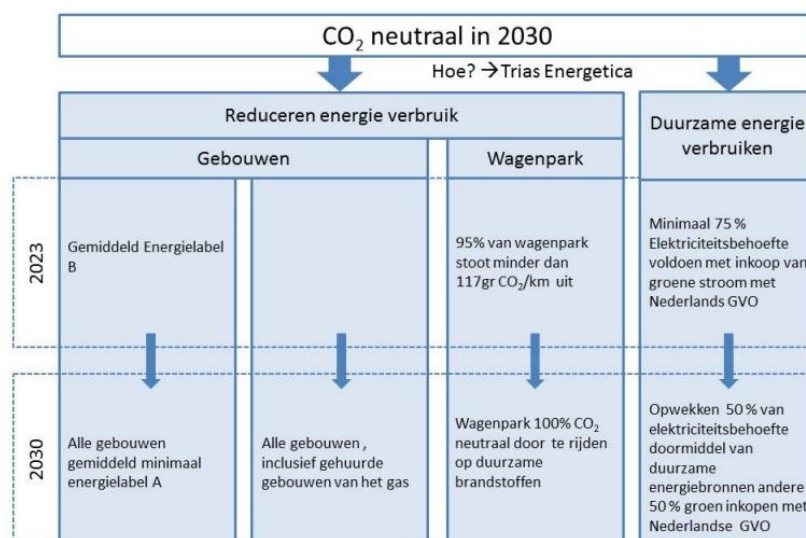 CO₂ neutraal in 2030
Hoe? → Trias Energetica
Reduceren energie verbruik
Gebouwen
Wagenpark
Duurzame energie
verbruiken
2023
Gemiddeld Energielabel
B
95% van wagenpark
stoot minder dan
117gr CO₂/km uit
Minimaal 75 %
Elektriciteitsbehoefte
voldoen met inkoop van
groene stroom met
Nederlands GVO
2030
Alle gebouwen
gemiddeld minimaal
energielabel A
Alle gebouwen ,
inclusief gehuurde
gebouwen van het gas
Wagenpark 100% CO₂
neutraal door te rijden
op duurzame
brandstoffen
Opwekken 50 % van
elektriciteitsbehoefte
doormiddel van
duurzame
energiebronnen andere
50 % groen inkopen met
Nederlandse GVO